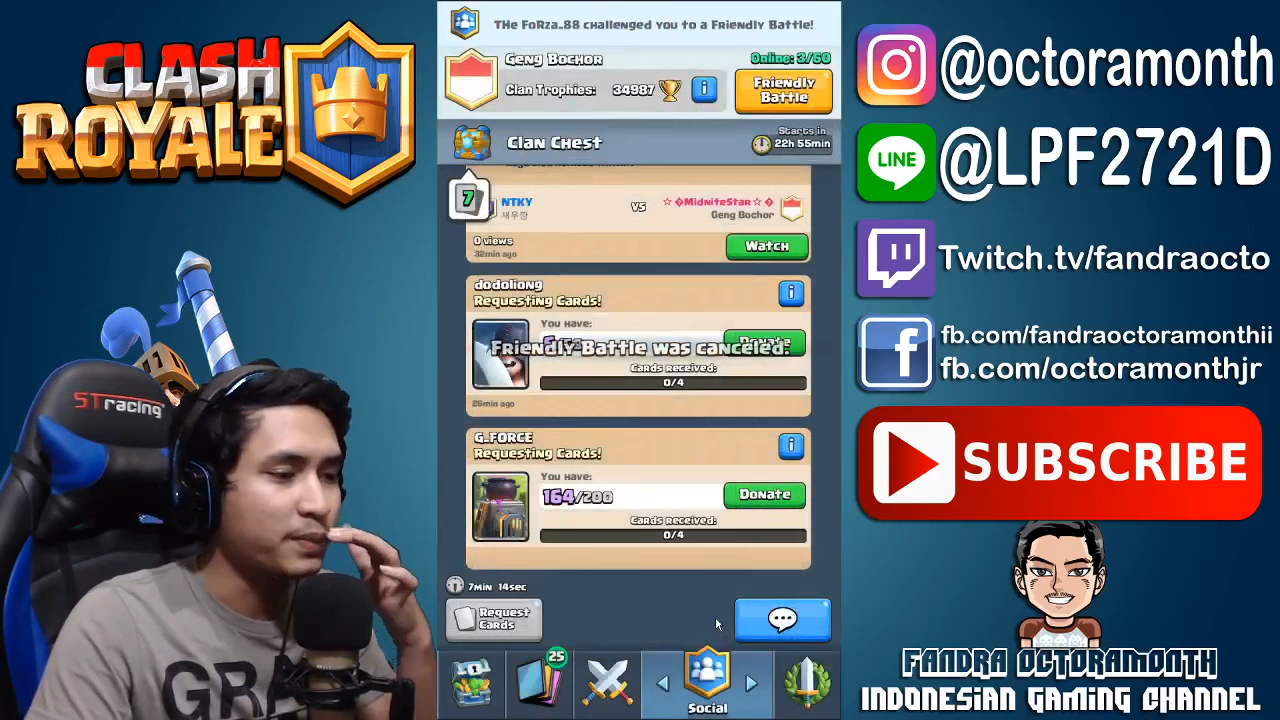 CLASH
ROYALE
THe FoRza_88 challenged you to a Friendly Battle!
Geng Bochor
Online: 3/50
Clan Trophies: 34987
Friendly
Battle
Clan Chest
Starts in
22h 55min
7
NTKY
새우깡
vs
☆�MidniteStar☆�
Geng Bochor
0 views
32min ago
Watch
dodoliong
Requesting Cards!
You have:
Donate
Friendly Battle was canceled.
Cards received:
0/4
26min ago
G_FORCE
Requesting Cards!
You have:
164/200
Donate
Cards received:
0/4
7min 14sec
Request
Cards
25
Social
STracing
GRA
@octoramonth
LINE
@LPF2721D
Twitch.tv/fandraocto
fb.com/fandraoctoramonthii
fb.com/octoramonthjr
SUBSCRIBE
FANDRA OCTORAMONTH
INDONESIAN GAMING CHANNEL